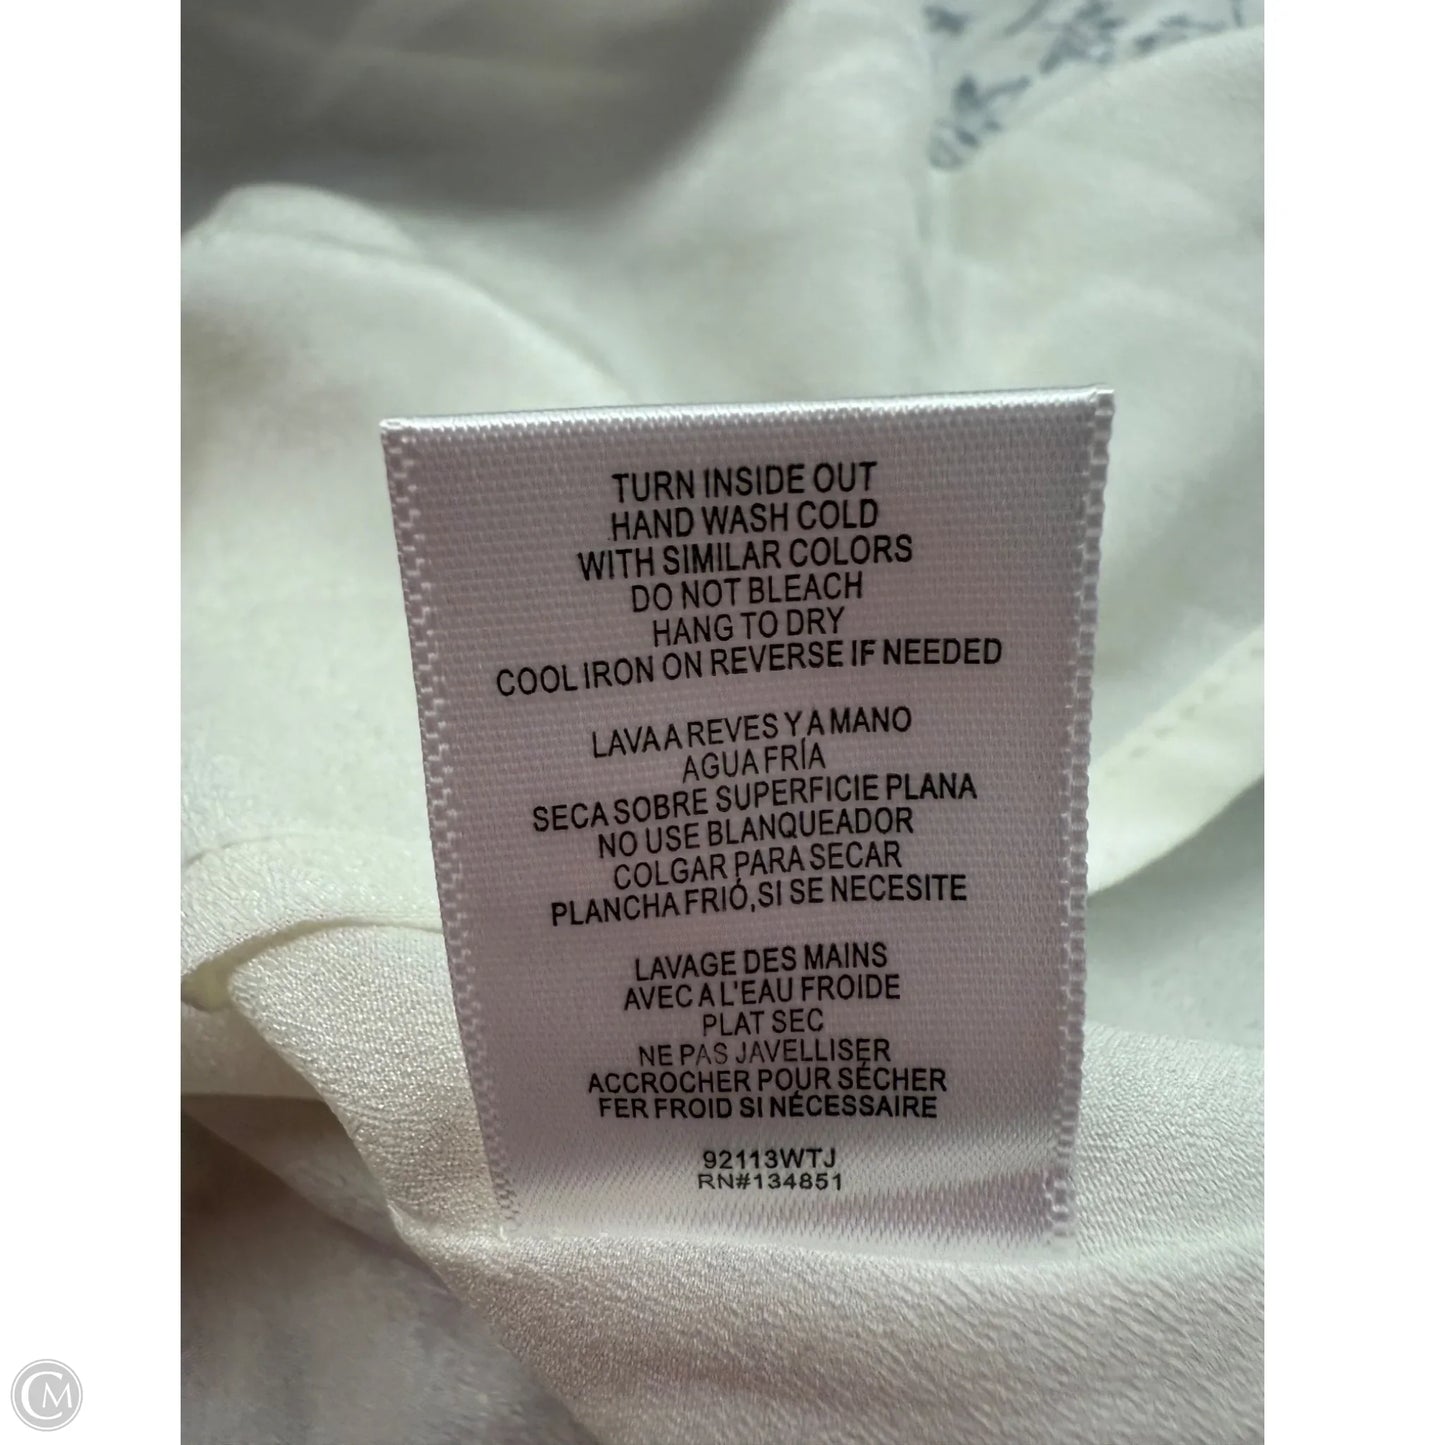 TURN INSIDE OUT
HAND WASH COLD
WITH SIMILAR COLORS
DO NOT BLEACH
HANG TO DRY
COOL IRON ON REVERSE IF NEEDED
LAVA A REVES Y A MANO
AGUA FRÍA
SECA SOBRE SUPERFICIE PLANA
NO USE BLANQUEADOR
COLGAR PARA SECAR
PLANCHA FRIÓ,SI SE NECESITE
LAVAGE DES MAINS
AVEC A L'EAU FROIDE
PLAT SEC
NE PAS JAVELLISER
ACCROCHER POUR SÉCHER
FER FROID SI NÉCESSAIRE
92113WTJ
RN#134851
CM